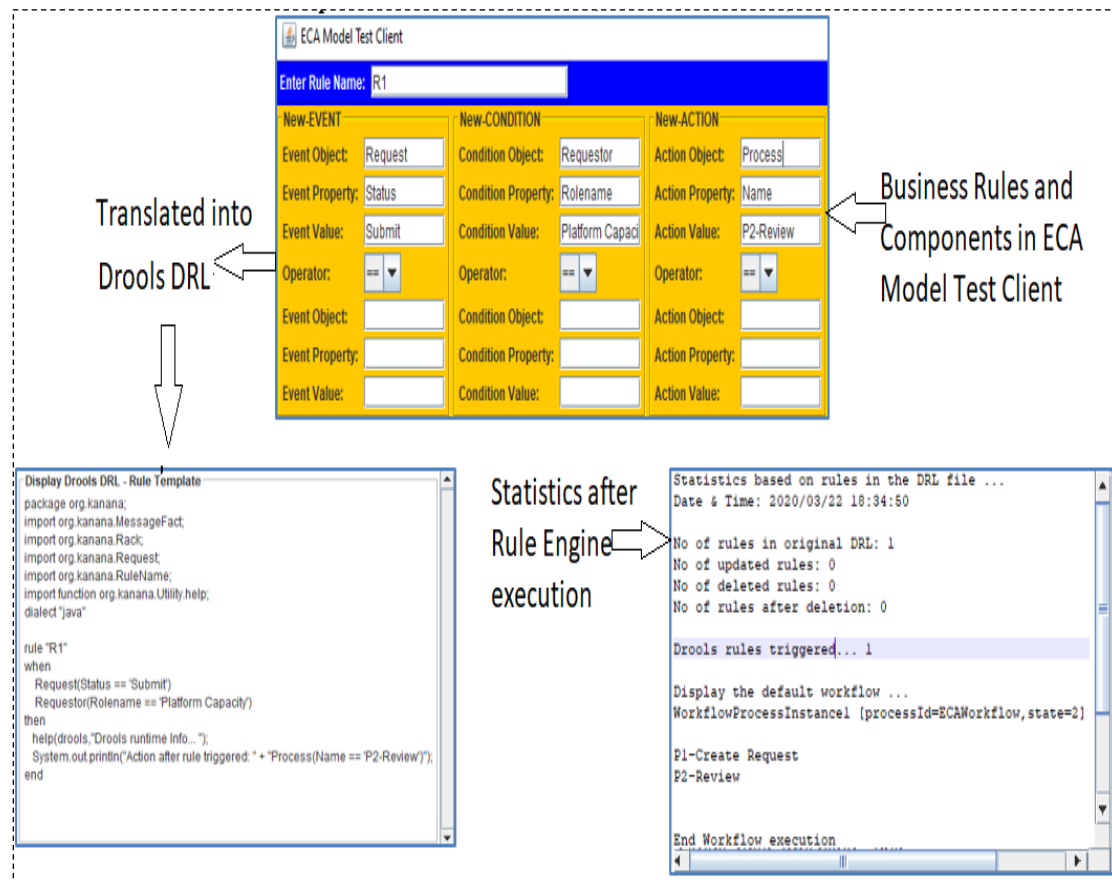 ECA Model Test Client
Enter Rule Name: R1
New-EVENT New-CONDITION New-ACTION
Event Object: Request Condition Object: Requestor Action Object: Process
Event Property: Status Condition Property: Rolename Action Property: Name
Event Value: Submit Condition Value: Platform Capaci Action Value: P2-Review
Operator: == Operator: == Operator: ==
Event Object: Condition Object: Action Object:
Event Property: Condition Property: Action Property:
Event Value: Condition Value: Action Value:
Translated into
Drools DRL
Business Rules and
Components in ECA
Model Test Client
Display Drools DRL - Rule Template
package org.kanana;
import org.kanana.MessageFact;
import org.kanana.Rack;
import org.kanana.Request;
import org.kanana.RuleName;
import function org.kanana.Utility.help;
dialect "java"
rule "R1"
when
Request(Status == 'Submit')
Requestor(Rolename == 'Platform Capacity')
then
help(drools,"Drools runtime Info... ");
System.out.println("Action after rule triggered: " + "Process(Name == 'P2-Review')");
end
Statistics after
Rule Engine
execution
Statistics based on rules in the DRL file ...
Date & Time: 2020/03/22 18:34:50
No of rules in original DRL: 1
No of updated rules: 0
No of deleted rules: 0
No of rules after deletion: 0
Drools rules triggered... 1
Display the default workflow ...
WorkflowProcessInstance1 [processId=ECAWorkflow,state=2]
P1-Create Request
P2-Review
End Workflow execution